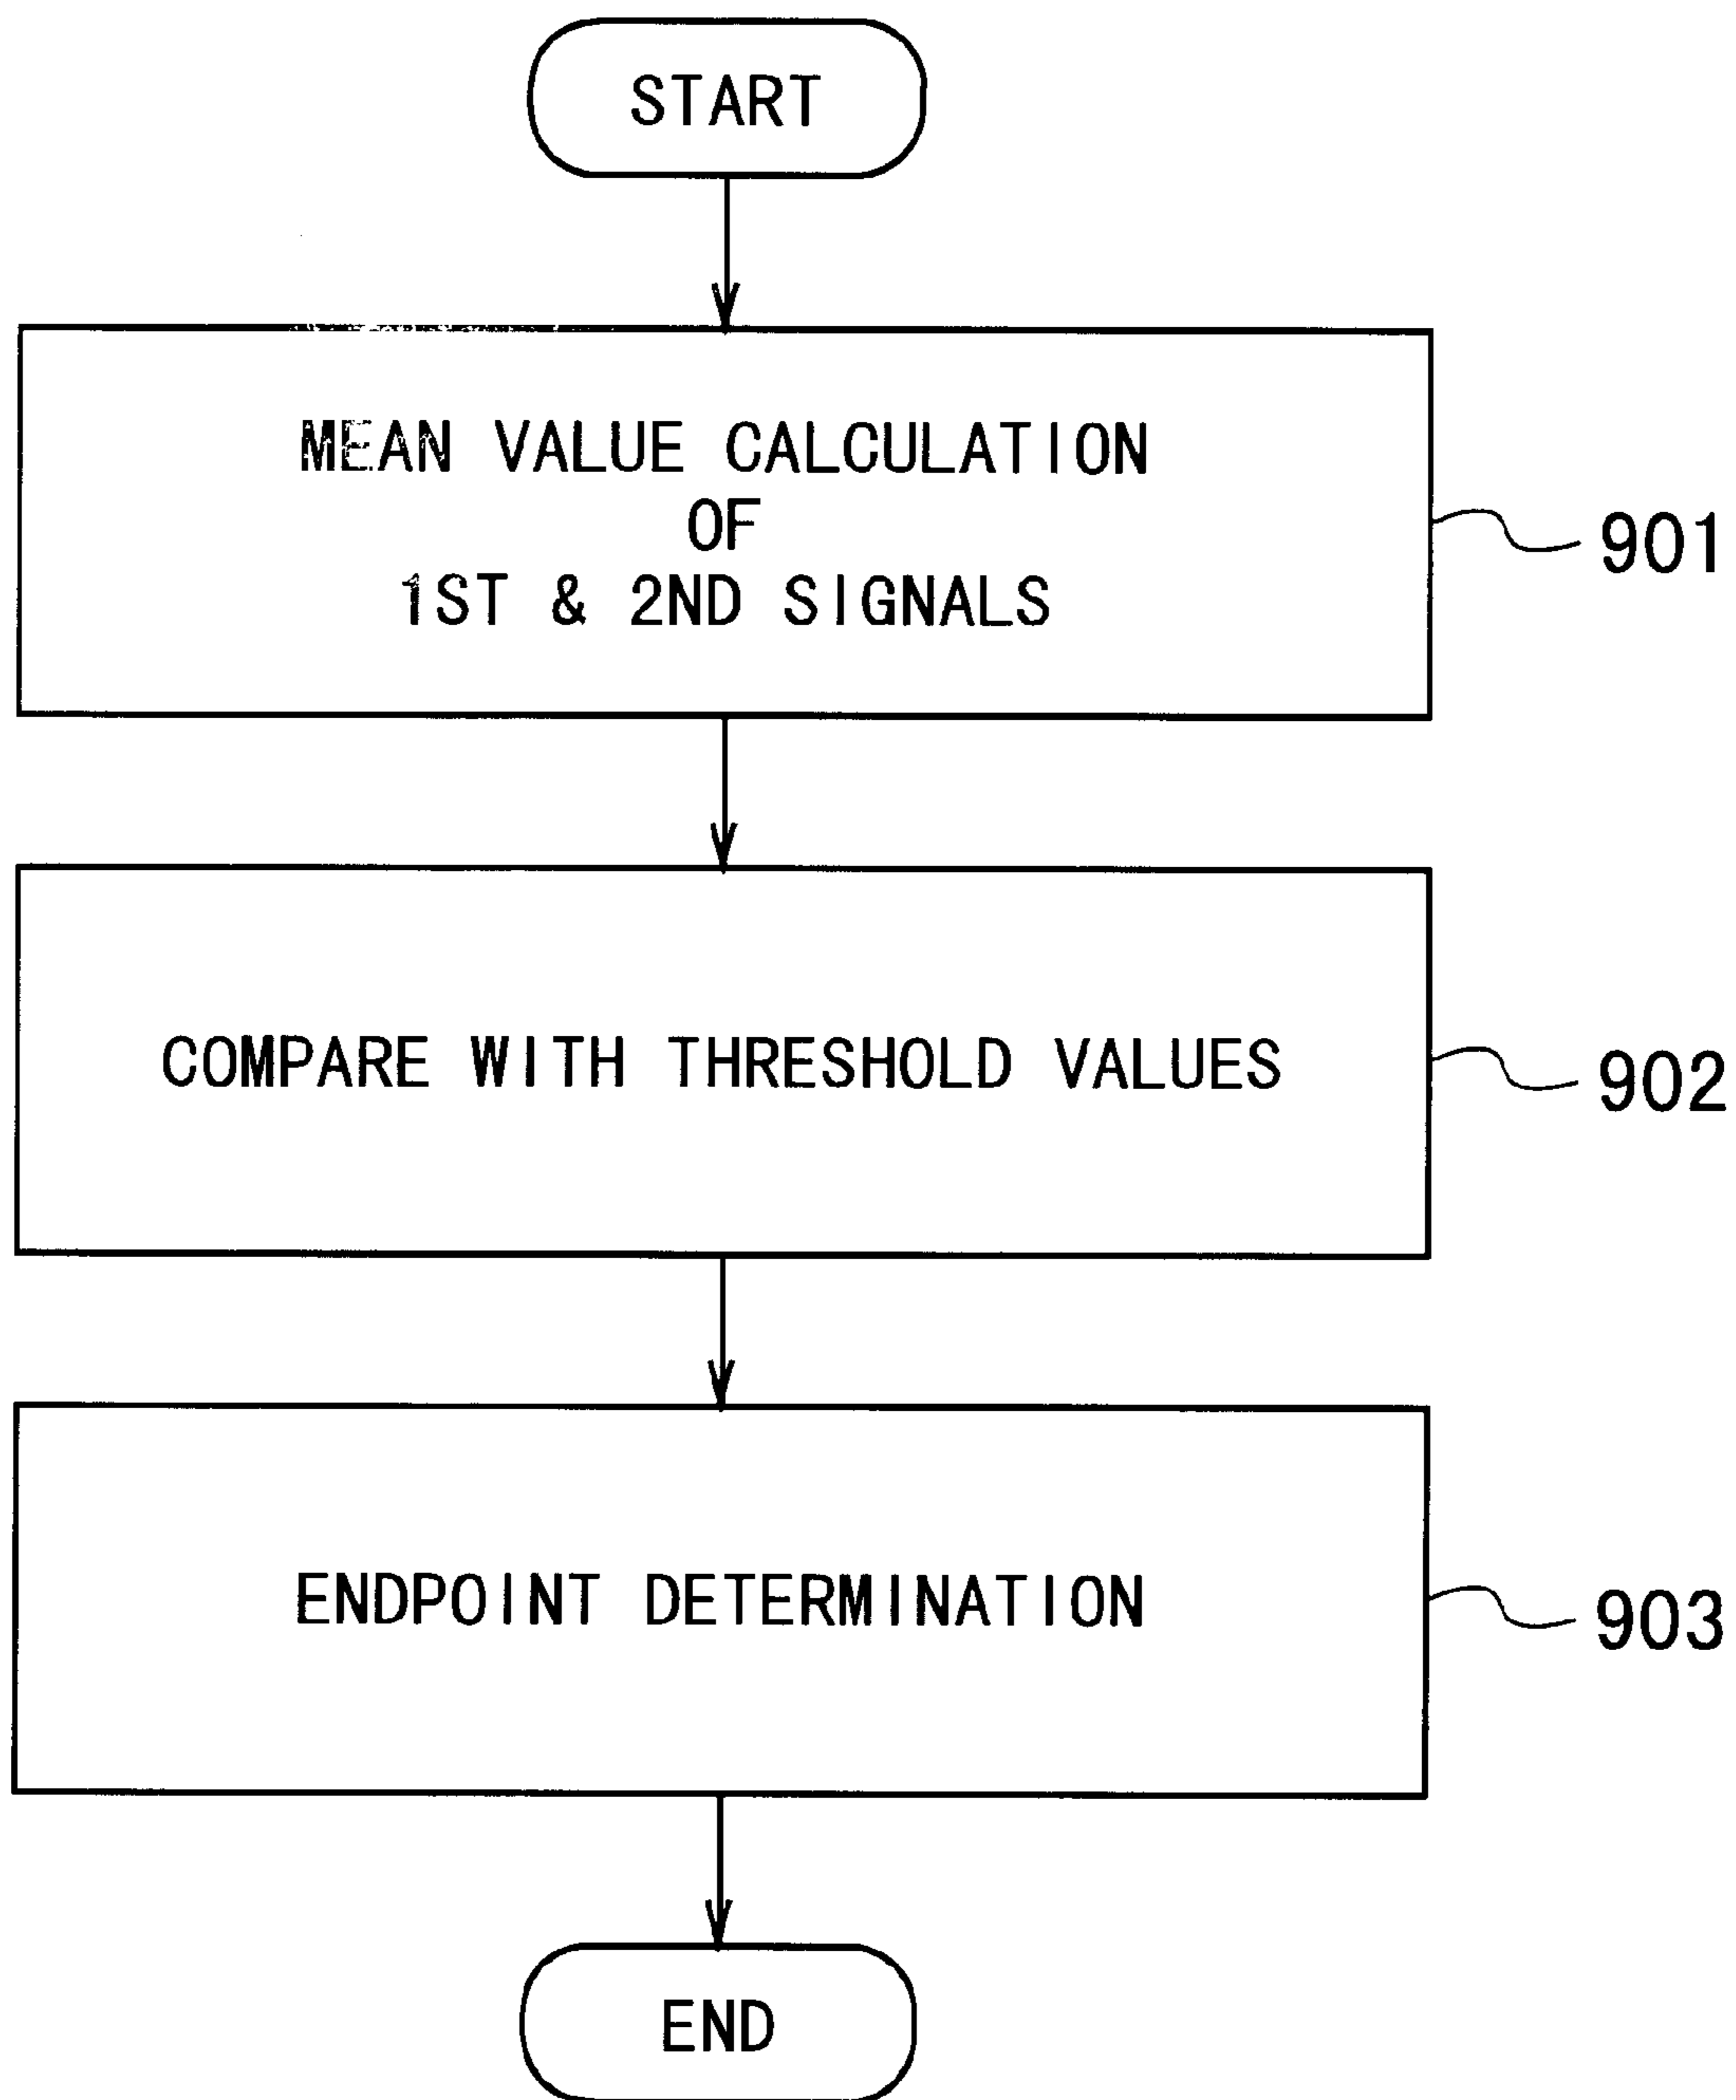 START
MEAN VALUE CALCULATION
OF
1ST & 2ND SIGNALS
901
COMPARE WITH THRESHOLD VALUES
902
ENDPOINT DETERMINATION
903
END